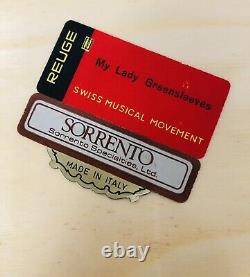 REUGE
My Lady Greensleeves
SWISS MUSICAL MOVEMENT
SORRENTO
Sorrento Specialties, Ltd.
MADE IN ITALY